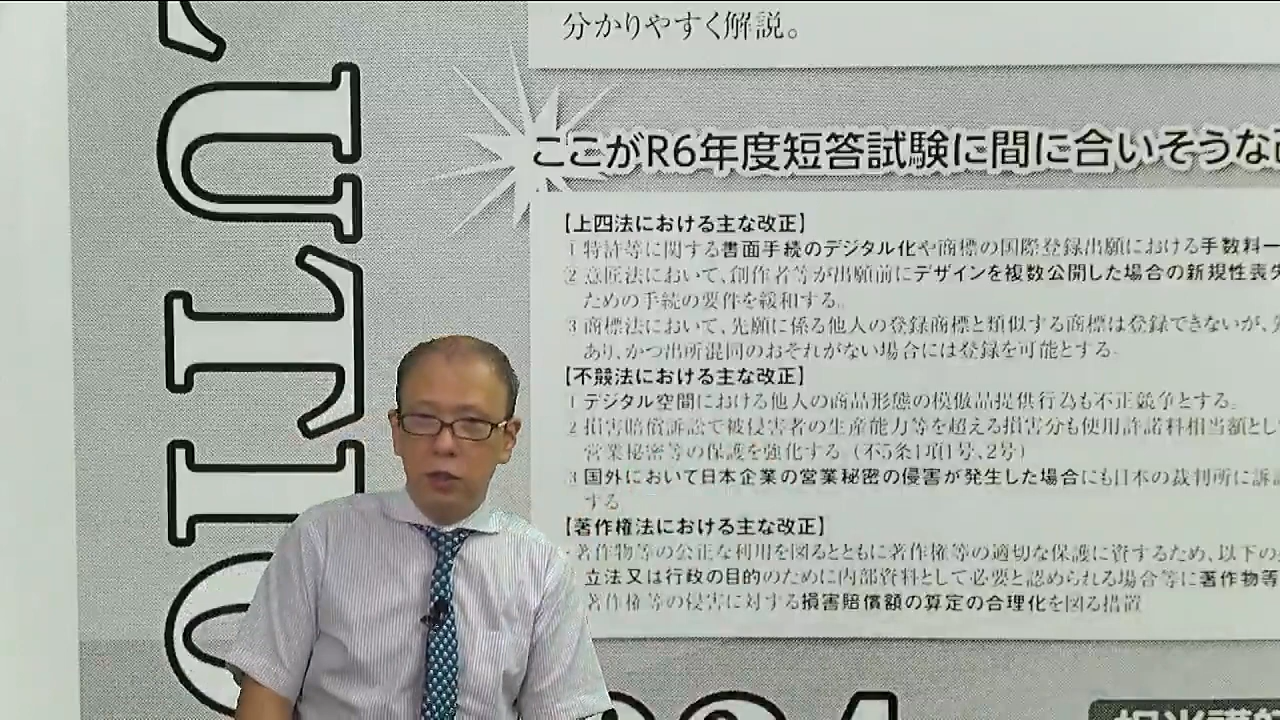 分かりやすく解説。
ここがR6年度短答試験に間に合いそうな
【上四法における主な改正】
1 特許等に関する書面手続のデジタル化や商標の国際登録出願における手数料一
2 意匠法において、創作者等が出願前にデザインを複数公開した場合の新規性喪失
ための手続の要件を緩和する。
3 商標法において、先願に係る他人の登録商標と類似する商標は登録できないが、
あり、かつ出所混同のおそれがない場合には登録を可能とする。
【不競法における主な改正】
1 デジタル空間における他人の商品形態の模倣品提供行為も不正競争とする。
2 損害賠償訴訟で被侵害者の生産能力等を超える損害分も使用許諾料相当額とし
営業秘密等の保護を強化する（不5条1項1号、2号）
3 国外において日本企業の営業秘密の侵害が発生した場合にも日本の裁判所に訴
する
【著作権法における主な改正】
・著作物等の公正な利用を図るとともに著作権等の適切な保護に資するため、以下の
立法又は行政の目的のために内部資料として必要と認められる場合等に著作物等
著作権等の侵害に対する損害賠償額の算定の合理化を図る措置